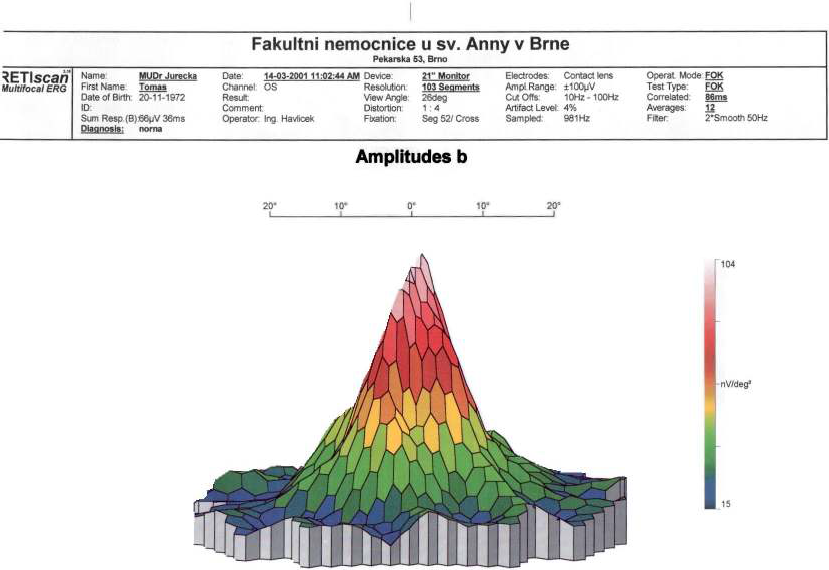 Fakultni nemocnice u sv. Anny v Brne
Pekarska 53, Brno
RETIscan
Multifocal ERG
Name: MUDr Jurecka
First Name: Tomas
Date of Birth: 20-11-1972
ID:
Sum Resp.(B): 66µV 36ms
Diagnosis: norna
Date: 14-03-2001 11:02:44 AM
Channel: OS
Result:
Comment:
Operator: Ing. Havlicek
Device: 21" Monitor
Resolution: 103 Segments
View Angle: 26deg
Distortion: 1 : 4
Fixation: Seg 52/ Cross
Electrodes: Contact lens
Ampl.Range: ±100µV
Cut Offs: 10Hz - 100Hz
Artifact Level: 4%
Sampled: 981Hz
Operat. Mode: FOK
Test Type: FOK
Correlated: 86ms
Averages: 12
Filter: 2*Smooth 50Hz
Amplitudes b
20° 10° 0° 10° 20°
104
nV/deg²
15